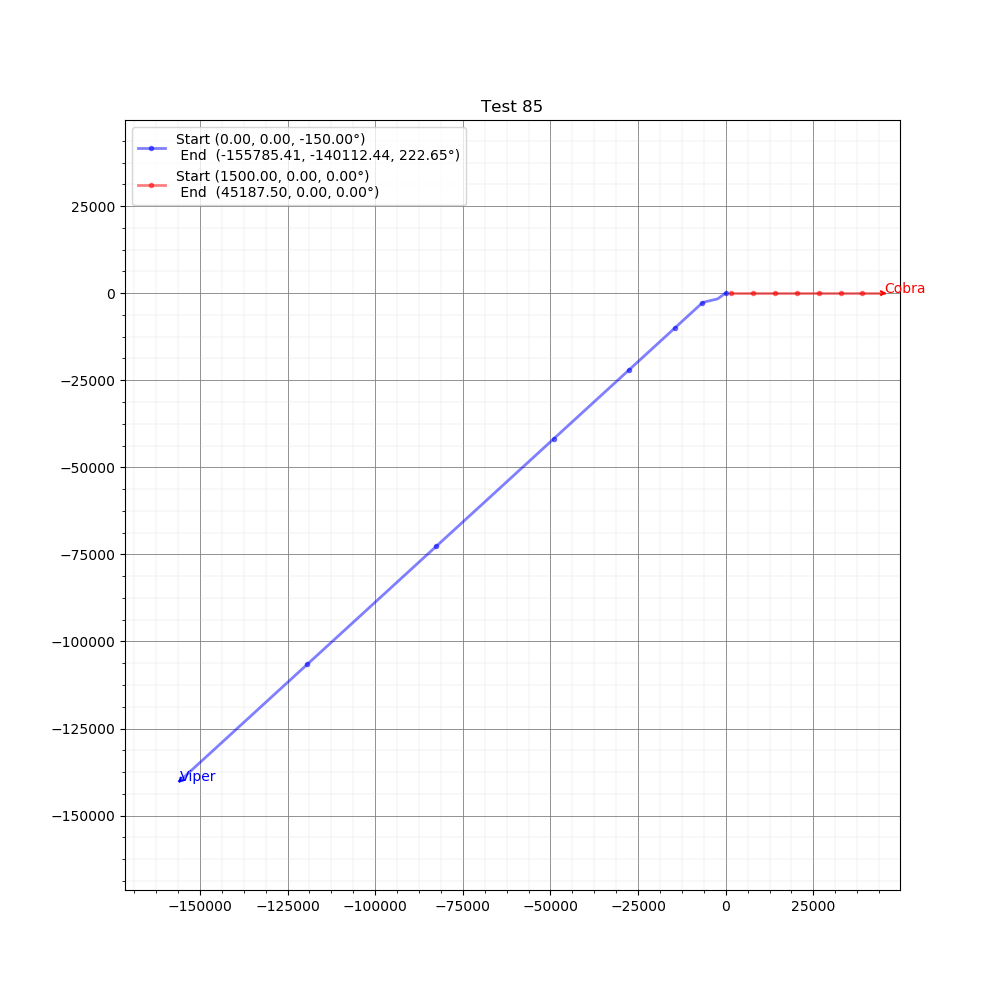 Test 85
Start (0.00, 0.00, -150.00°)
End (-155785.41, -140112.44, 222.65°)
Start (1500.00, 0.00, 0.00°)
End (45187.50, 0.00, 0.00°)
25000
0
−25000
−50000
−75000
−100000
−125000
−150000
Cobra
Viper
−150000 −125000 −100000 −75000 −50000 −25000 0 25000